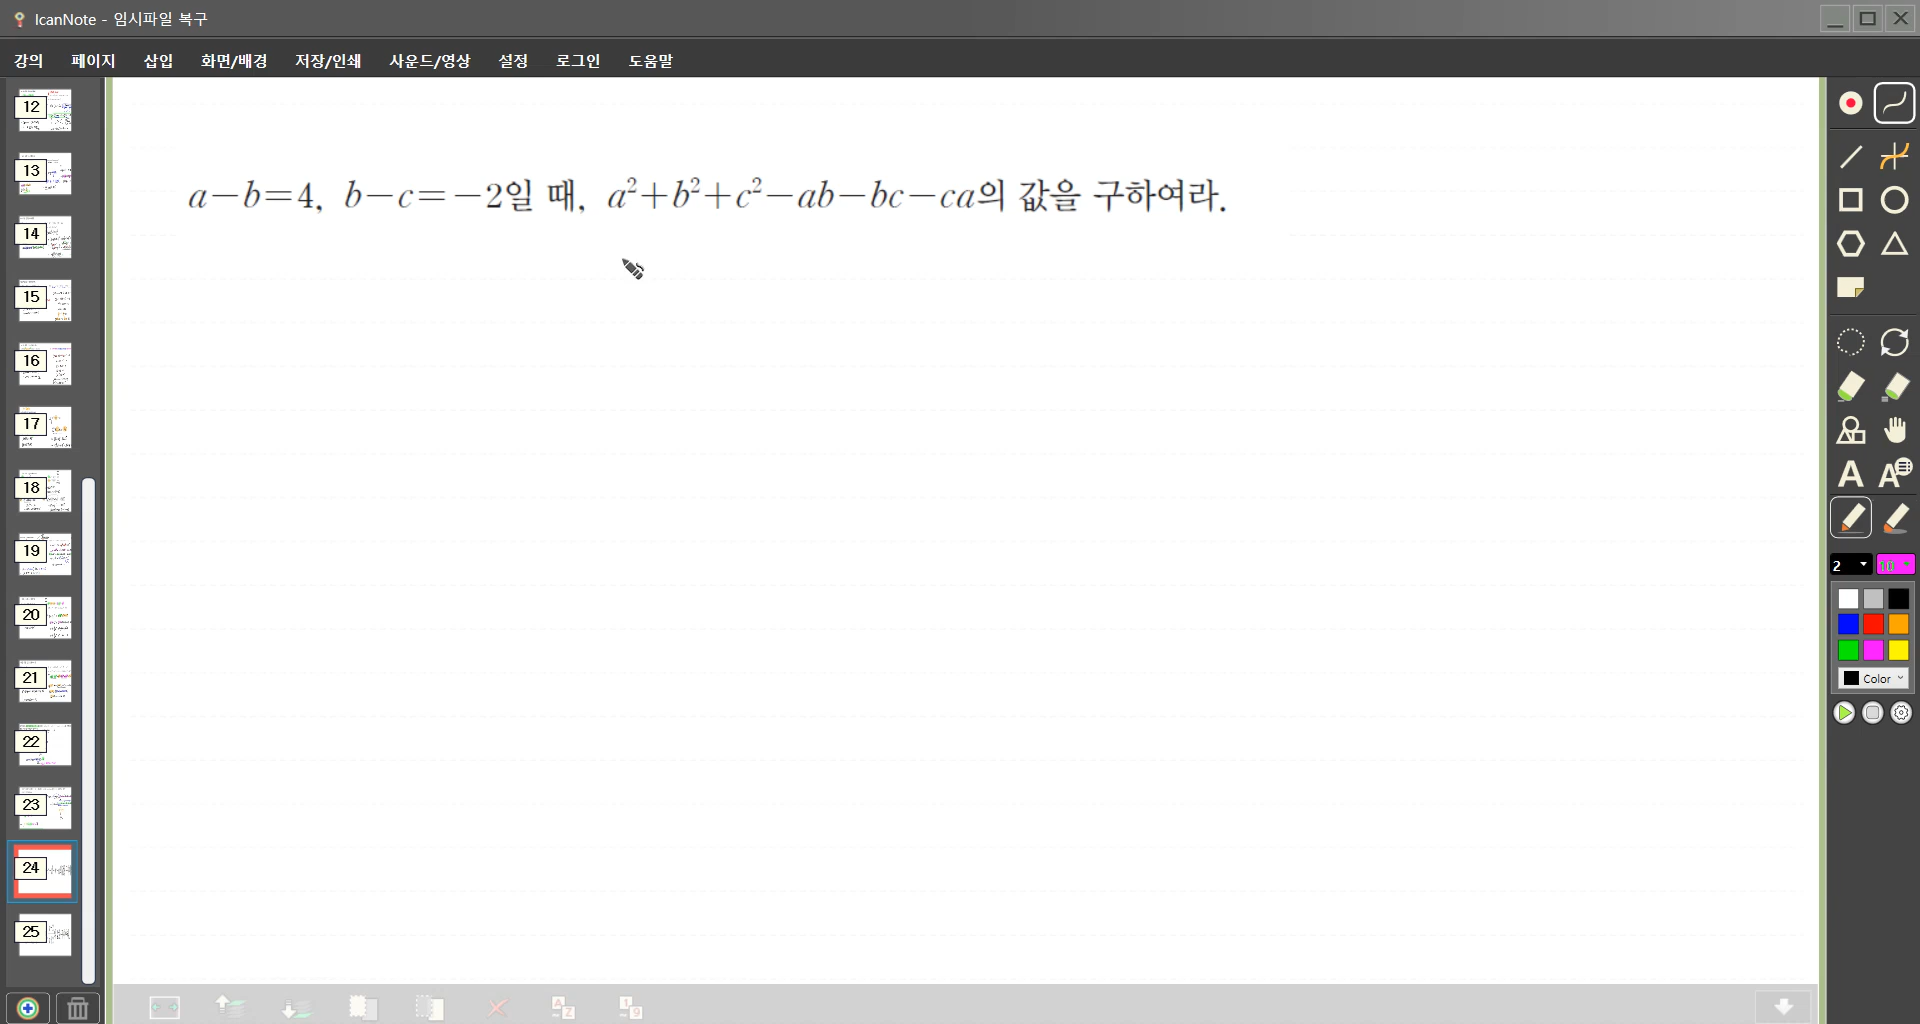 IcanNote - 임시파일 복구
강의 페이지 삽입 화면/배경 저장/인쇄 사운드/영상 설정 로그인 도움말
a-b=4, b-c=-2일 때, a²+b²+c²-ab-bc-ca의 값을 구하여라.
12
13
14
15
16
17
18
19
20
21
22
23
24
25
A A
2 10
Color
A Z
1 9